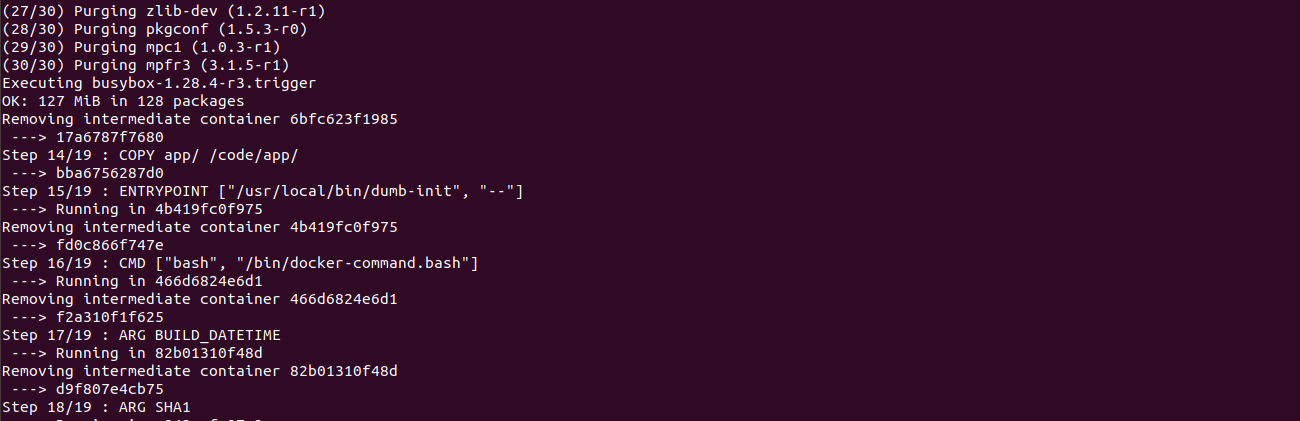 (27/30) Purging zlib-dev (1.2.11-r1)
(28/30) Purging pkgconf (1.5.3-r0)
(29/30) Purging mpc1 (1.0.3-r1)
(30/30) Purging mpfr3 (3.1.5-r1)
Executing busybox-1.28.4-r3.trigger
OK: 127 MiB in 128 packages
Removing intermediate container 6bfc623f1985
 ---> 17a6787f7680
Step 14/19 : COPY app/ /code/app/
 ---> bba6756287d0
Step 15/19 : ENTRYPOINT ["/usr/local/bin/dumb-init", "--"]
 ---> Running in 4b419fc0f975
Removing intermediate container 4b419fc0f975
 ---> fd0c866f747e
Step 16/19 : CMD ["bash", "/bin/docker-command.bash"]
 ---> Running in 466d6824e6d1
Removing intermediate container 466d6824e6d1
 ---> f2a310f1f625
Step 17/19 : ARG BUILD_DATETIME
 ---> Running in 82b01310f48d
Removing intermediate container 82b01310f48d
 ---> d9f807e4cb75
Step 18/19 : ARG SHA1